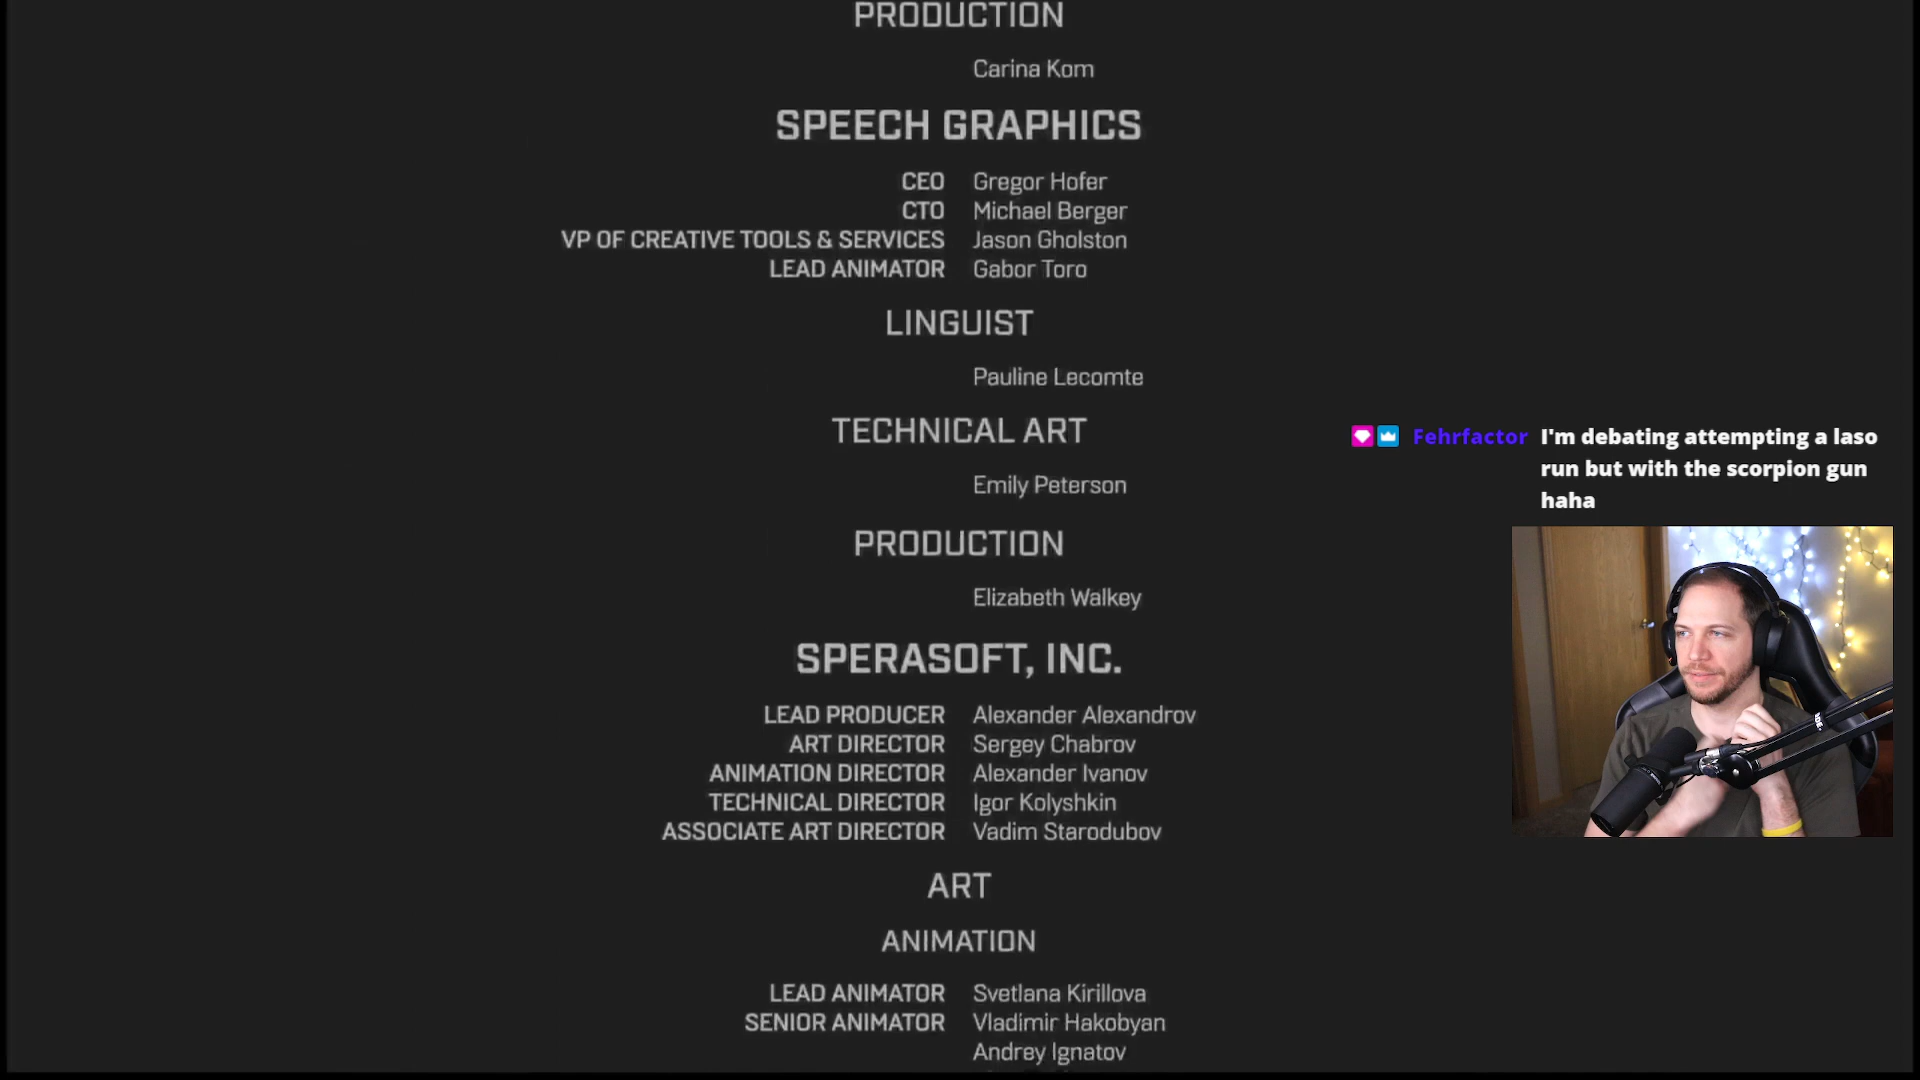 PRODUCTION
Carina Kom
SPEECH GRAPHICS
CEO Gregor Hofer
CTO Michael Berger
VP OF CREATIVE TOOLS & SERVICES Jason Gholston
LEAD ANIMATOR Gabor Toro
LINGUIST
Pauline Lecomte
TECHNICAL ART
Emily Peterson
PRODUCTION
Elizabeth Walkey
SPERASOFT, INC.
LEAD PRODUCER Alexander Alexandrov
ART DIRECTOR Sergey Chabrov
ANIMATION DIRECTOR Alexander Ivanov
TECHNICAL DIRECTOR Igor Kolyshkin
ASSOCIATE ART DIRECTOR Vadim Starodubov
ART
ANIMATION
LEAD ANIMATOR Svetlana Kirillova
SENIOR ANIMATOR Vladimir Hakobyan
Andrey Ignatov
Fehrfactor I'm debating attempting a laso
run but with the scorpion gun
haha